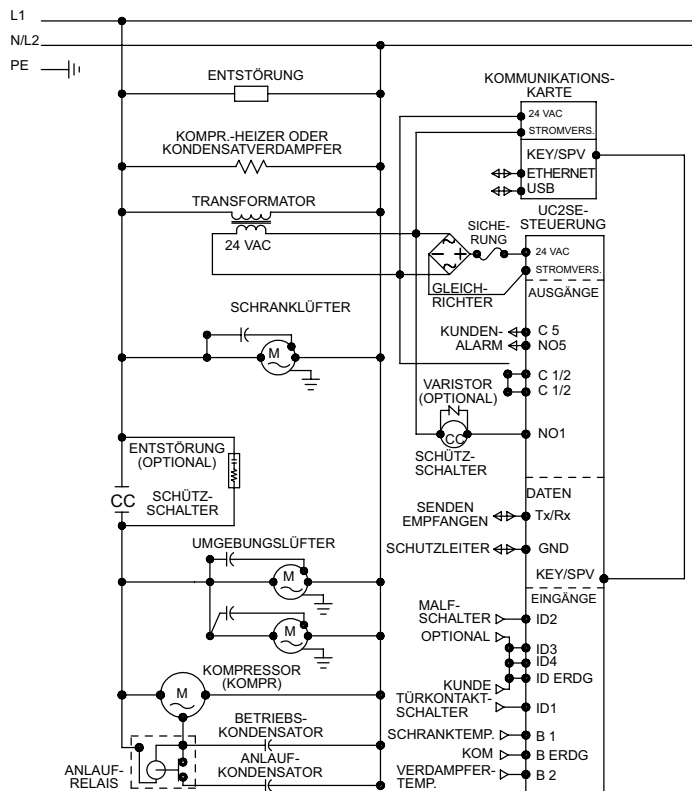 L1
N/L2
PE
ENTSTÖRUNG
KOMPR.-HEIZER ODER
KONDENSATVERDAMPFER
TRANSFORMATOR
24 VAC
SCHRANKLÜFTER
M
ENTSTÖRUNG
(OPTIONAL)
CC
SCHÜTZ-
SCHALTER
UMGEBUNGSLÜFTER
M
M
KOMPRESSOR
(KOMPR)
M
BETRIEBS-
KONDENSATOR
ANLAUF-
KONDENSATOR
ANLAUF-
RELAIS
KOMMUNIKATIONS-
KARTE
24 VAC
STROMVERS.
KEY/SPV
ETHERNET
USB
UC2SE-
STEUERUNG
SICHE-
RUNG
24 VAC
STROMVERS.
GLEICH-
RICHTER
AUSGÄNGE
KUNDEN-
ALARM
C 5
NO5
C 1/2
C 1/2
VARISTOR
(OPTIONAL)
CC
NO1
SCHÜTZ-
SCHALTER
DATEN
SENDEN
EMPFANGEN
Tx/Rx
SCHUTZLEITER
GND
KEY/SPV
EINGÄNGE
MALF-
SCHALTER
ID2
OPTIONAL
ID3
ID4
ID ERDG
KUNDE
TÜRKONTAKT-
SCHALTER
ID1
SCHRANKTEMP.
B 1
KOM
B ERDG
VERDAMPFER-
TEMP.
B 2